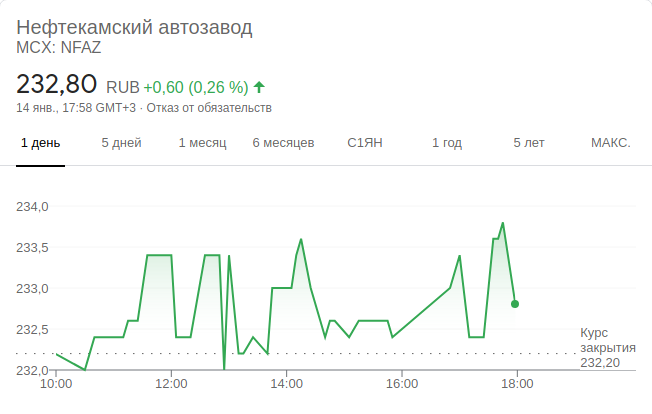 Нефтекамский автозавод
MCX: NFAZ
232,80 RUB +0,60 (0,26 %)
14 янв., 17:58 GMT+3 · Отказ от обязательств
1 день 5 дней 1 месяц 6 месяцев С1ЯН 1 год 5 лет МАКС.
234,0
233,5
233,0
232,5
232,0
Курс
закрытия
232,20
10:00 12:00 14:00 16:00 18:00